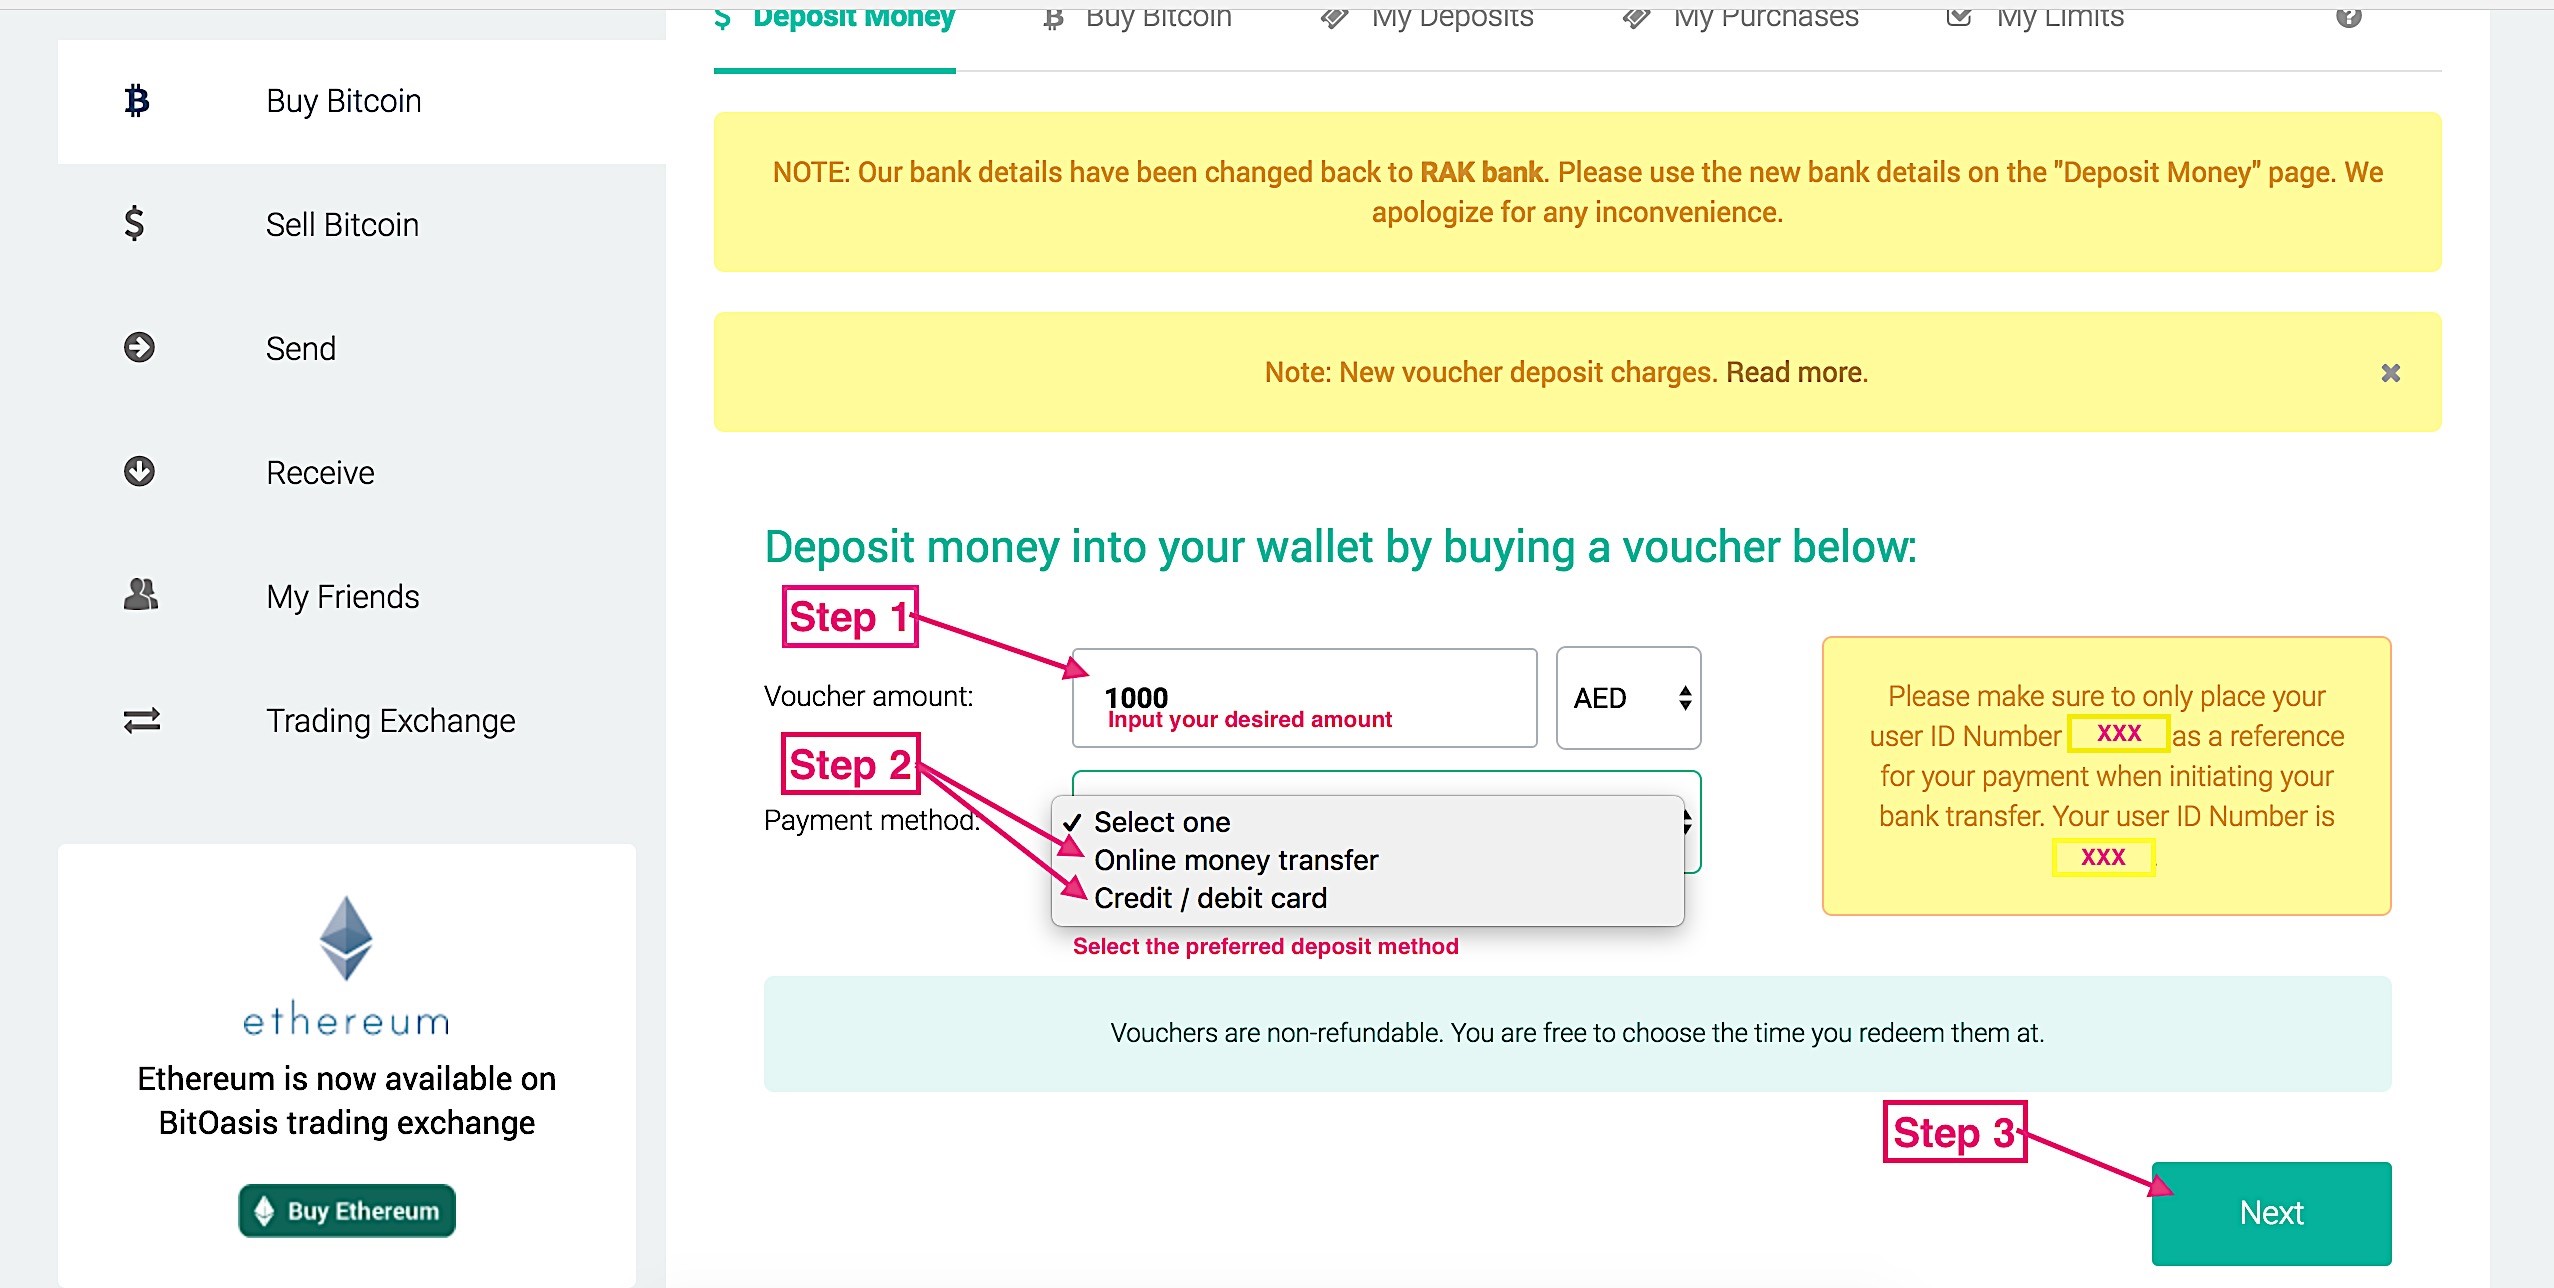 Deposit Money
Buy Bitcoin
My Deposits
My Purchases
My Limits
Buy Bitcoin
Sell Bitcoin
Send
Receive
My Friends
Trading Exchange
ethereum
Ethereum is now available on
BitOasis trading exchange
Buy Ethereum
NOTE: Our bank details have been changed back to RAK bank. Please use the new bank details on the "Deposit Money" page. We
apologize for any inconvenience.
Note: New voucher deposit charges. Read more.
Deposit money into your wallet by buying a voucher below:
Step 1
Voucher amount:
1000
Input your desired amount
AED
Step 2
Payment method:
Select one
Online money transfer
Credit / debit card
Select the preferred deposit method
Please make sure to only place your
user ID Number XXX as a reference
for your payment when initiating your
bank transfer. Your user ID Number is
XXX
Vouchers are non-refundable. You are free to choose the time you redeem them at.
Step 3
Next